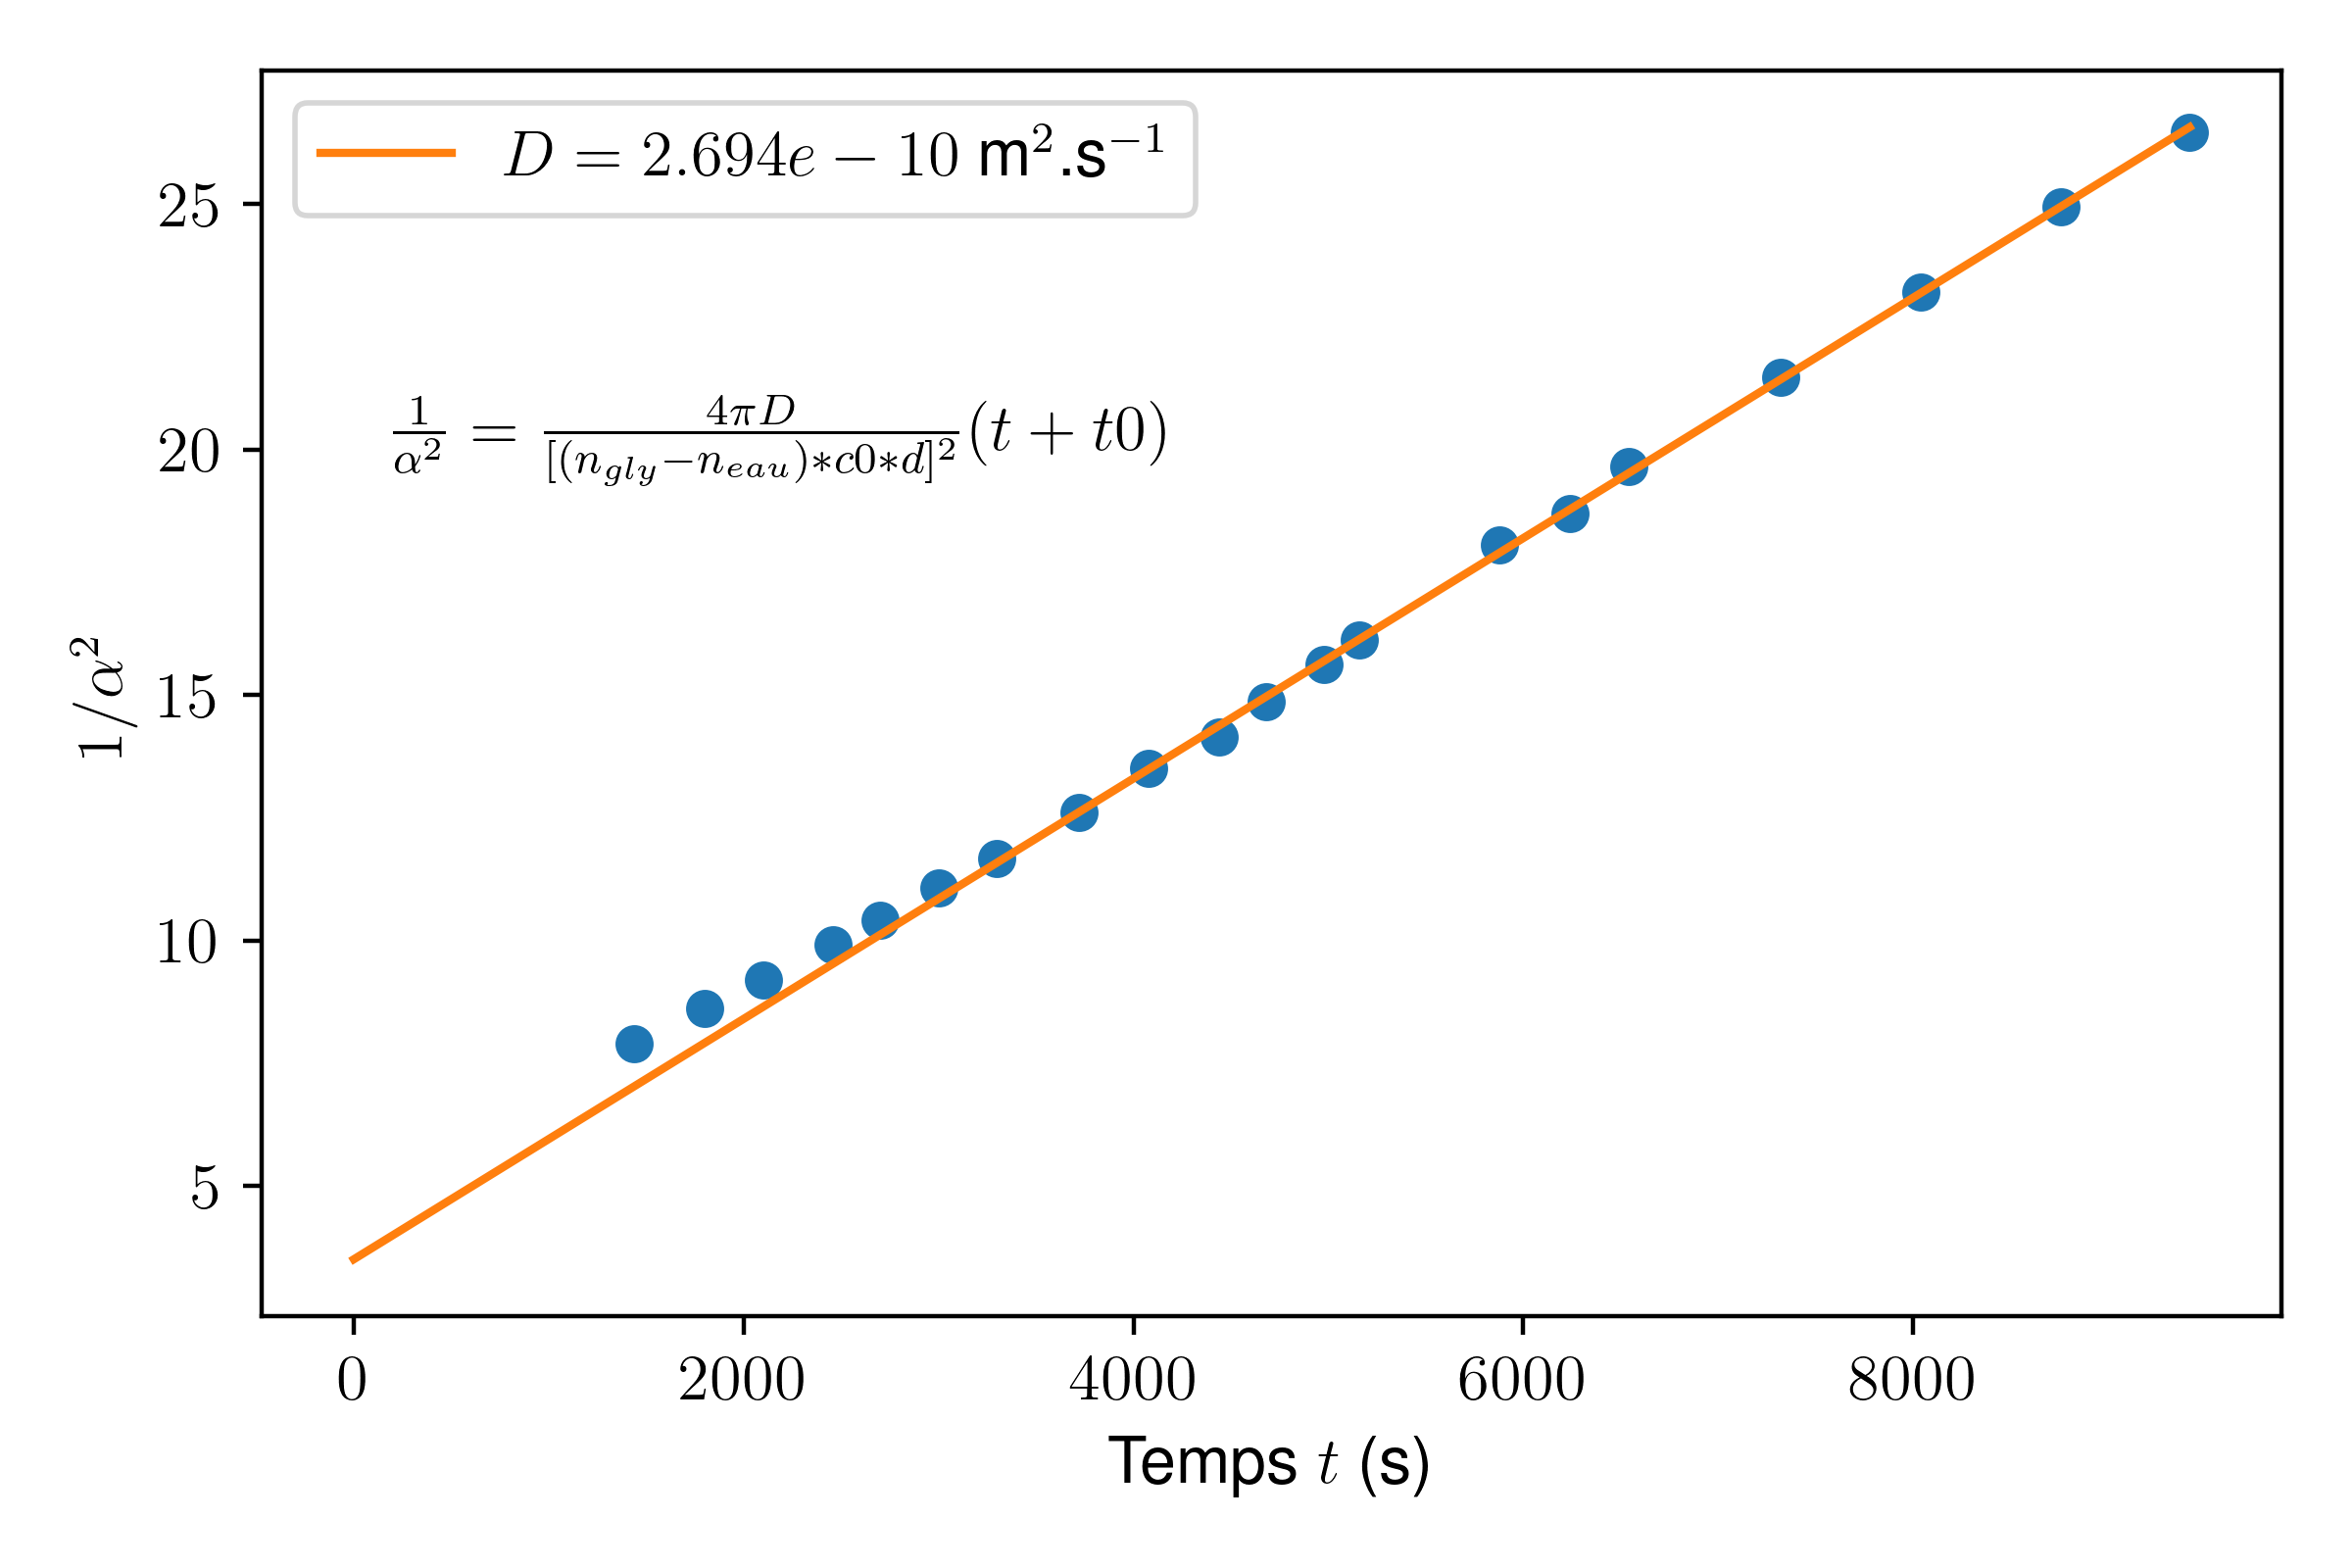 D = 2.694e − 10 m².s⁻¹
1/α² = 4πD/[(n_gly−n_eau)∗c0∗d]² (t + t0)
1/α²
25
20
15
10
5
0 2000 4000 6000 8000
Temps t (s)